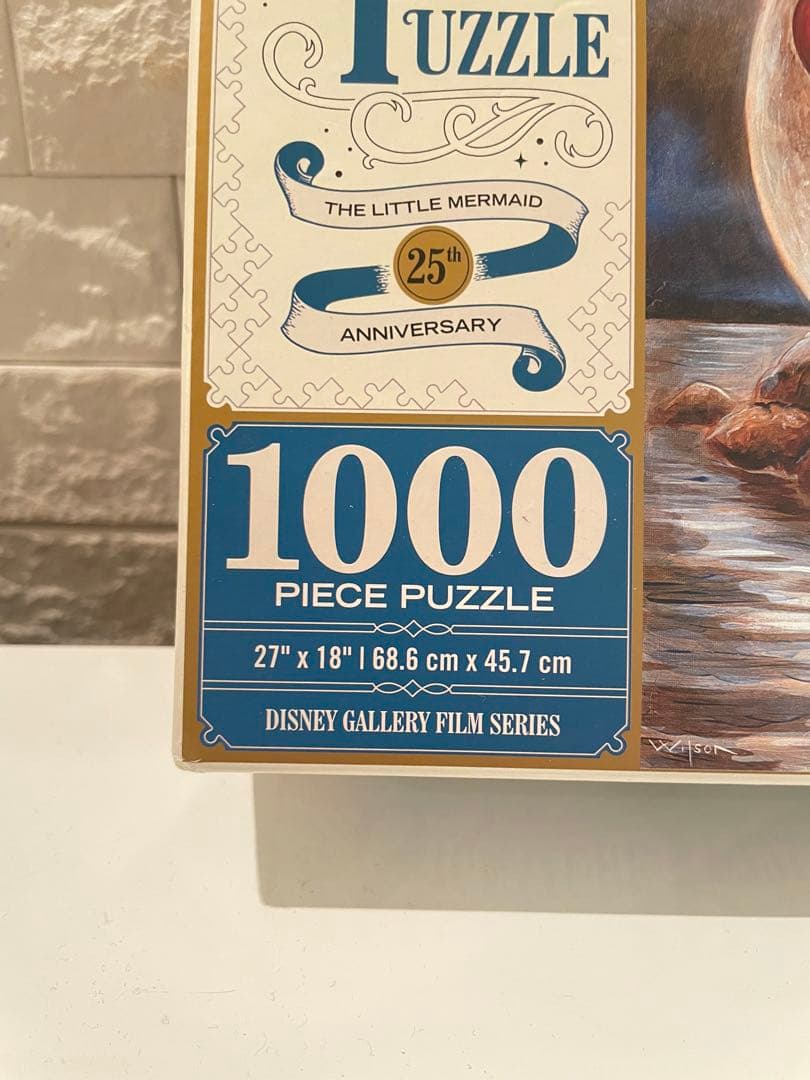 PUZZLE
THE LITTLE MERMAID
25th
ANNIVERSARY
1000
PIECE PUZZLE
27" x 18" | 68.6 cm x 45.7 cm
DISNEY GALLERY FILM SERIES
Wilson